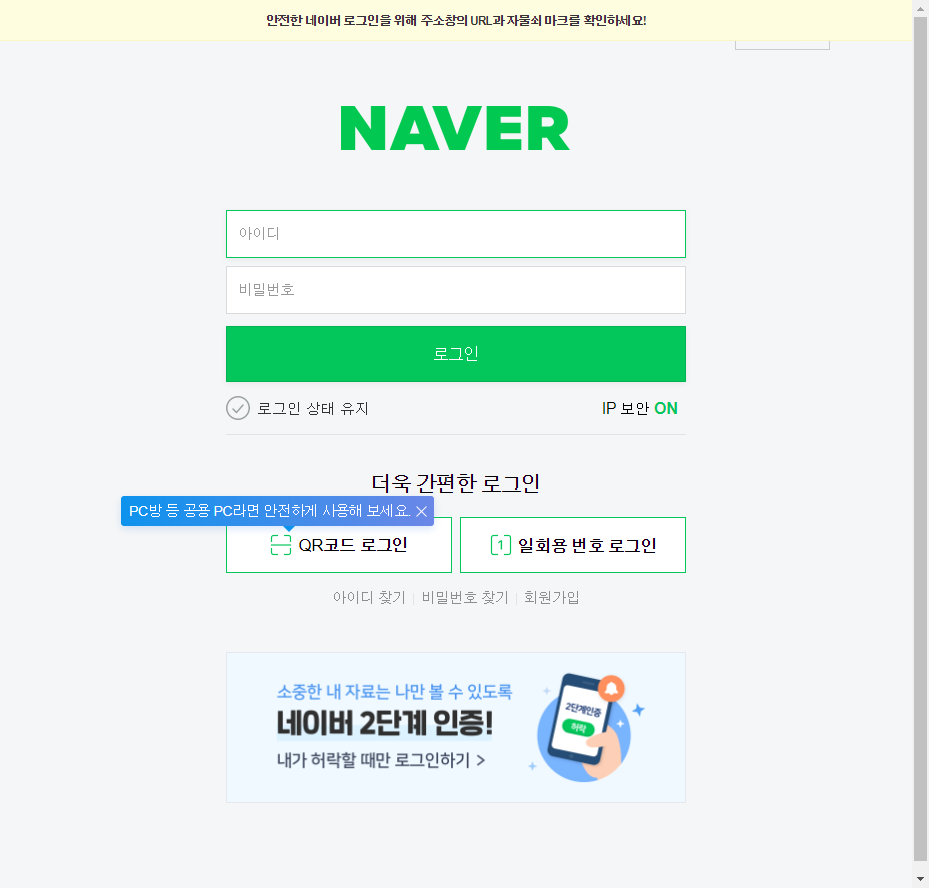 안전한 네이버 로그인을 위해 주소창의 URL과 자물쇠 마크를 확인하세요!
NAVER
아이디
비밀번호
로그인
로그인 상태 유지
IP 보안 ON
더욱 간편한 로그인
PC방 등 공용 PC라면 안전하게 사용해 보세요.
QR코드 로그인
1 일회용 번호 로그인
아이디 찾기 비밀번호 찾기 회원가입
소중한 내 자료는 나만 볼 수 있도록
네이버 2단계 인증!
내가 허락할 때만 로그인하기 >
2단계인증
허락